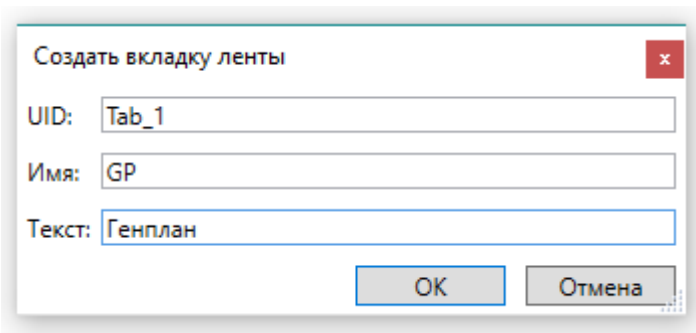 Создать вкладку ленты x
UID: Tab_1
Имя: GP
Текст: Генплан
OK Отмена